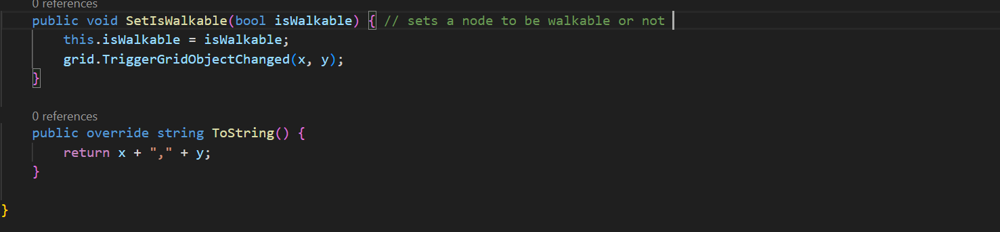 0 references
public void SetIsWalkable(bool isWalkable) { // sets a node to be walkable or not
this.isWalkable = isWalkable;
grid.TriggerGridObjectChanged(x, y);
}
0 references
public override string ToString() {
return x + "," + y;
}
}